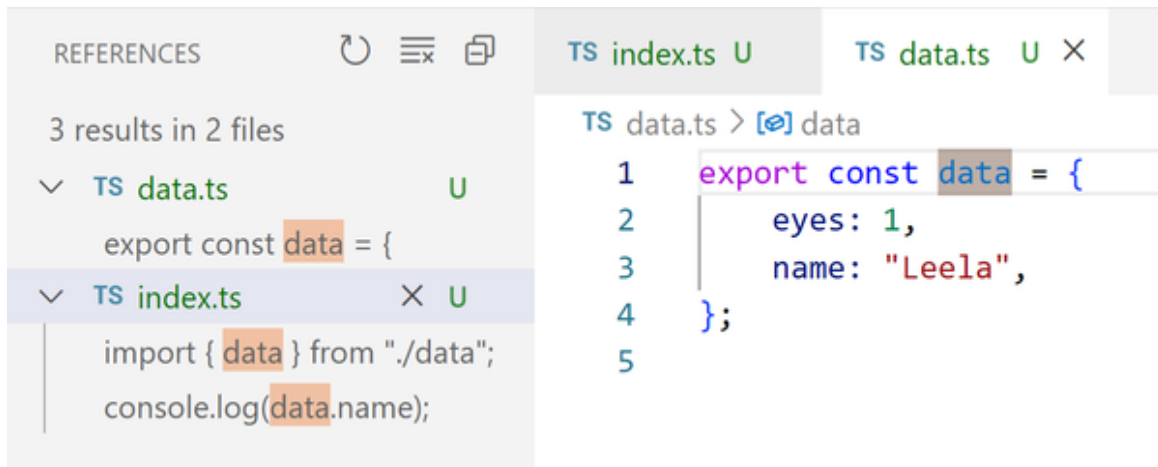 REFERENCES
3 results in 2 files
TS data.ts U
export const data = {
TS index.ts U
import { data } from "./data";
console.log(data.name);
TS index.ts U TS data.ts U
TS data.ts > data
1 export const data = {
2 eyes: 1,
3 name: "Leela",
4 };
5